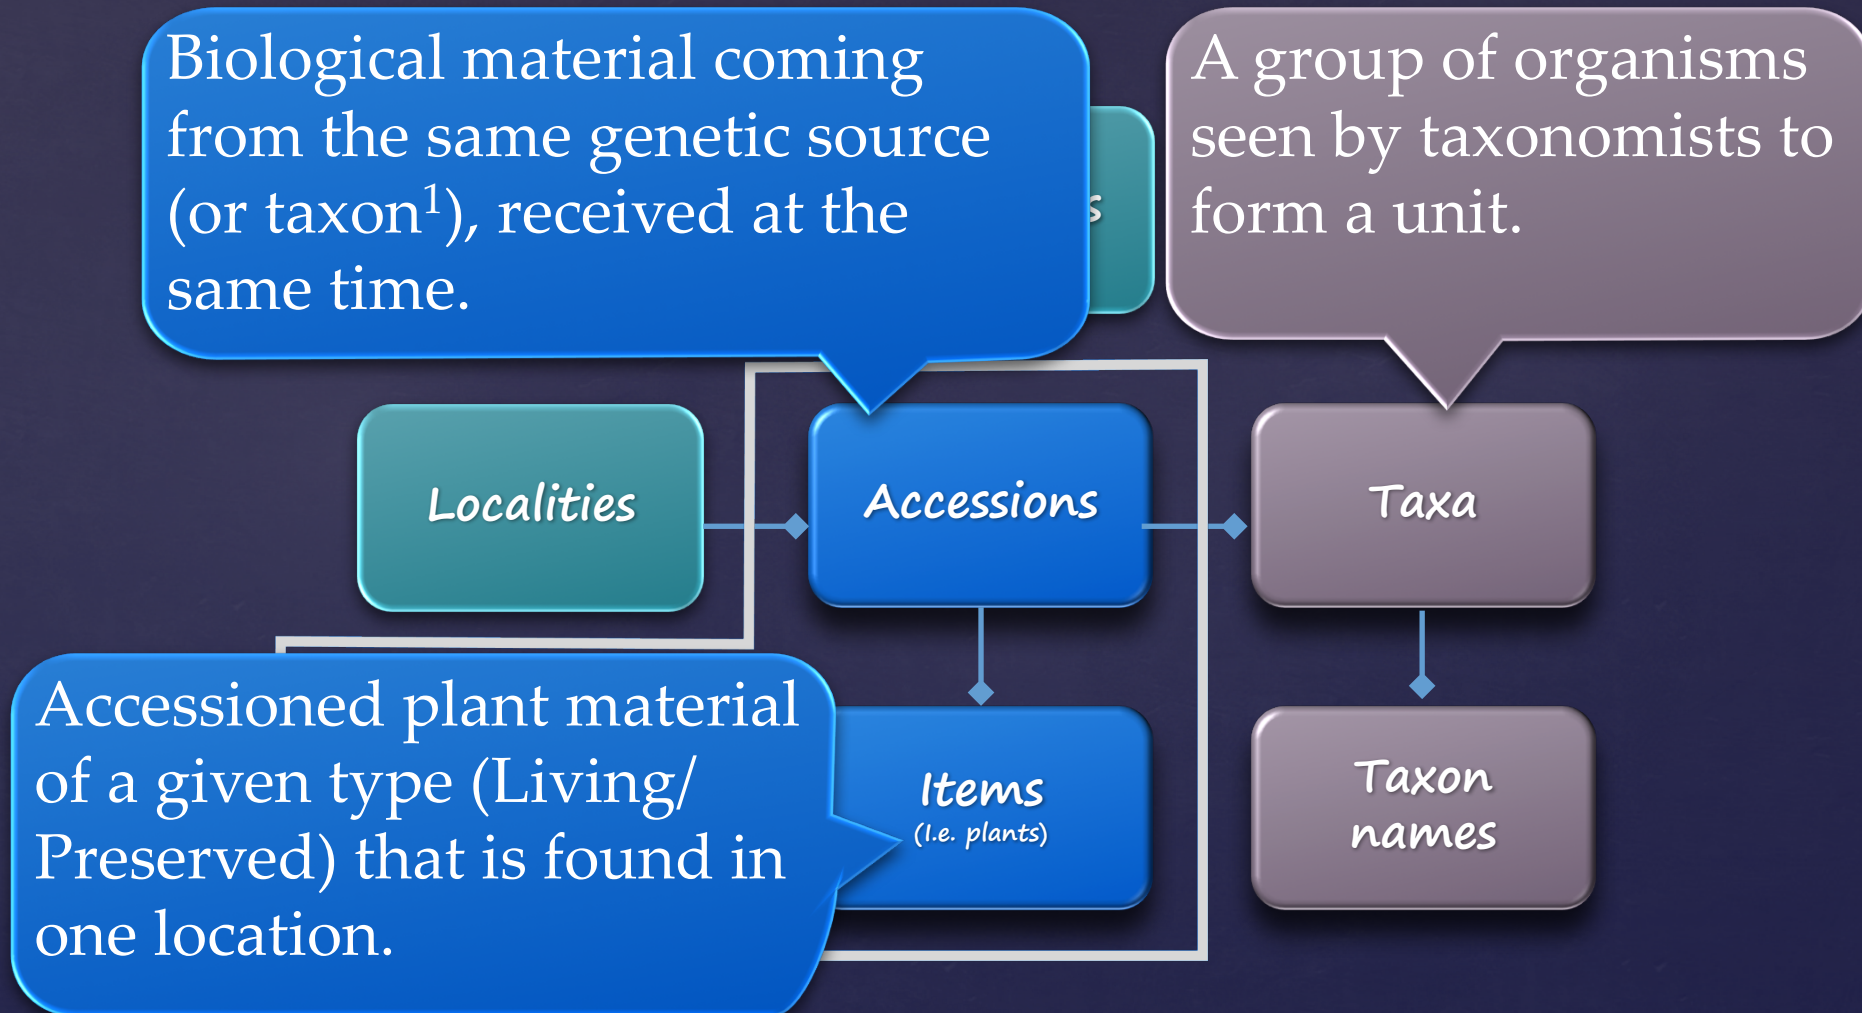 Biological material coming
from the same genetic source
(or taxon¹), received at the
same time.
A group of organisms
seen by taxonomists to
form a unit.
Localities
Accessions
Taxa
Accessioned plant material
of a given type (Living/
Preserved) that is found in
one location.
Items
(I.e. plants)
Taxon
names